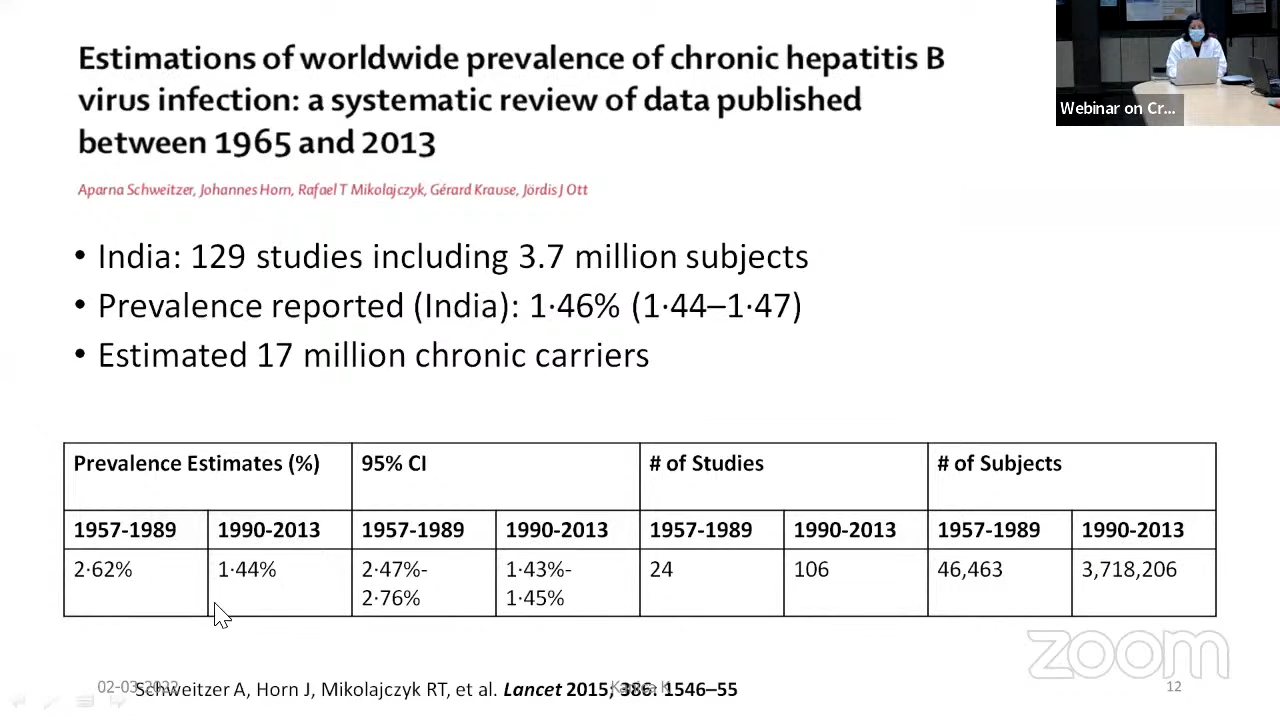 Estimations of worldwide prevalence of chronic hepatitis B
virus infection: a systematic review of data published
between 1965 and 2013
Aparna Schweitzer, Johannes Horn, Rafael T Mikolajczyk, Gérard Krause, Jördis J Ott
Webinar on Cr...
• India: 129 studies including 3.7 million subjects
• Prevalence reported (India): 1·46% (1·44–1·47)
• Estimated 17 million chronic carriers
Prevalence Estimates (%) 95% CI # of Studies # of Subjects
1957-1989 1990-2013 1957-1989 1990-2013 1957-1989 1990-2013 1957-1989 1990-2013
2·62% 1·44% 2·47%- 1·43%- 24 106 46,463 3,718,206
2·76% 1·45%
zoom
02-03-2022
Schweitzer A, Horn J, Mikolajczyk RT, et al. Lancet 2015; 386: 1546–55
12